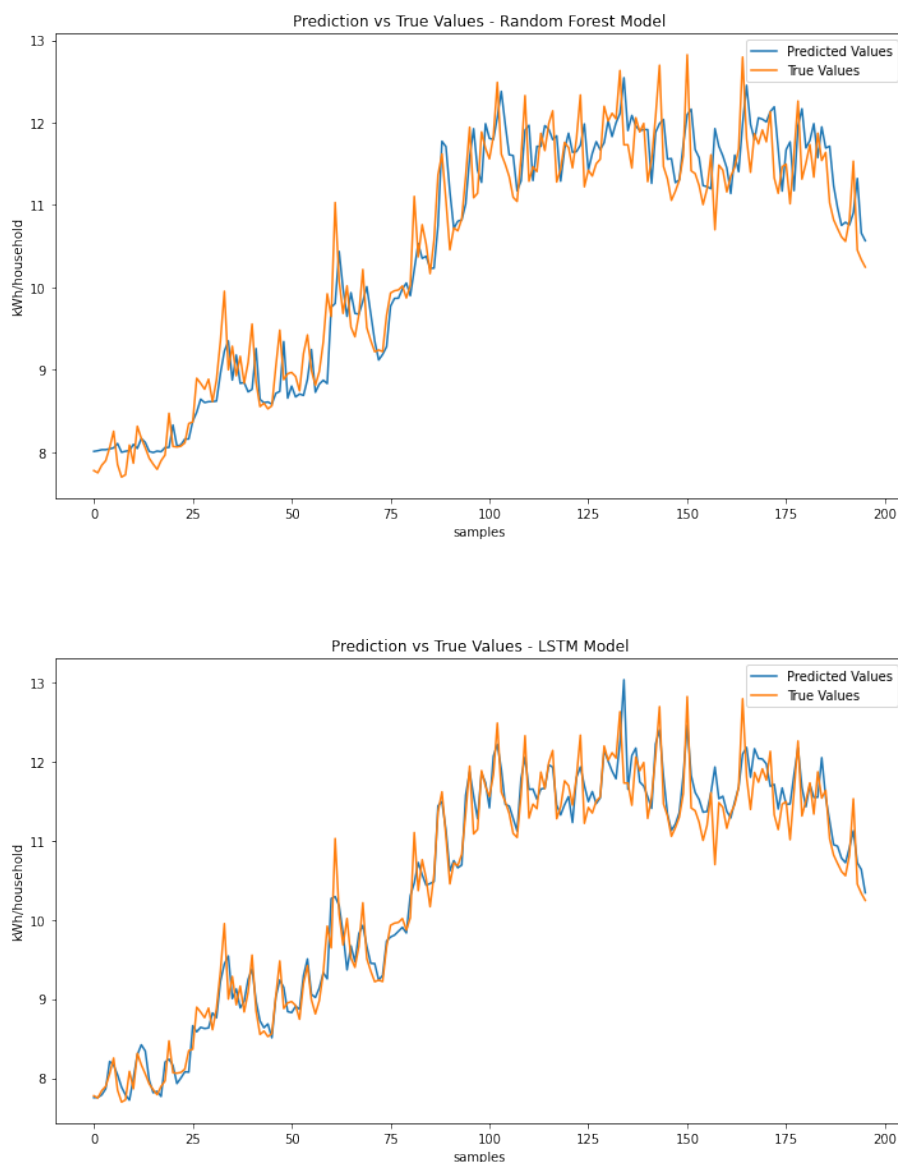 Prediction vs True Values - Random Forest Model
13
12
11
10
9
8
kWh/household
Predicted Values
True Values
0 25 50 75 100 125 150 175 200
samples
Prediction vs True Values - LSTM Model
13
12
11
10
9
8
kWh/household
Predicted Values
True Values
0 25 50 75 100 125 150 175 200
samples